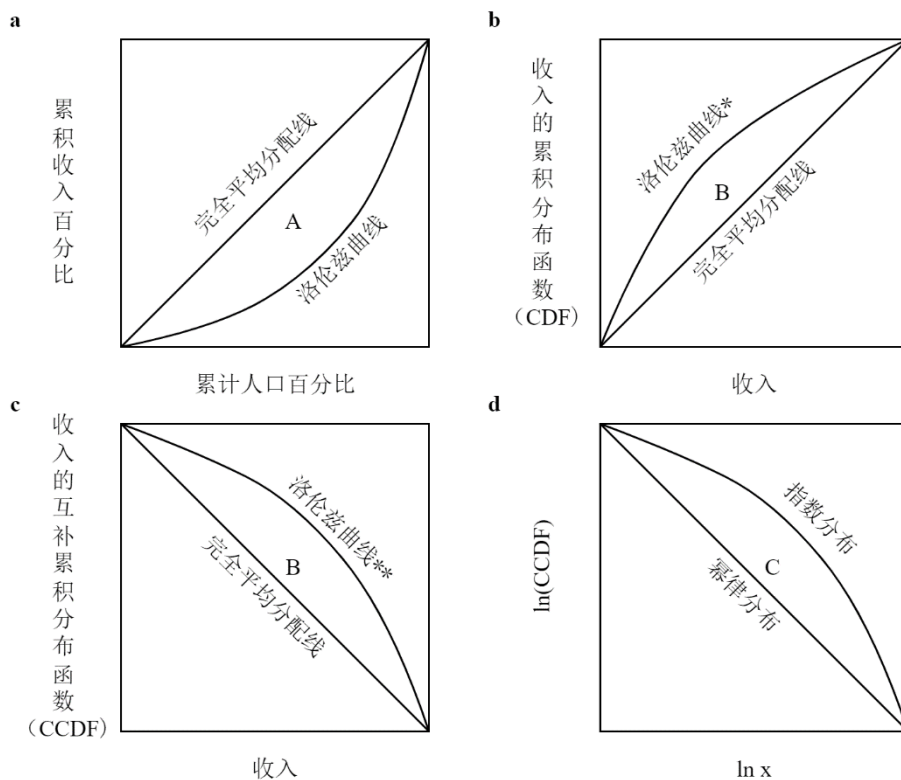 a
累积收入百分比
完全平均分配线
A
洛伦兹曲线
累计人口百分比
b
收入的累积分布函数
（CDF)
洛伦兹曲线*
B
完全平均分配线
收入
c
收入的互补累积分布函数
（CCDF)
洛伦兹曲线**
B
完全平均分配线
收入
d
ln(CCDF)
指数分布
C
幂律分布
ln x